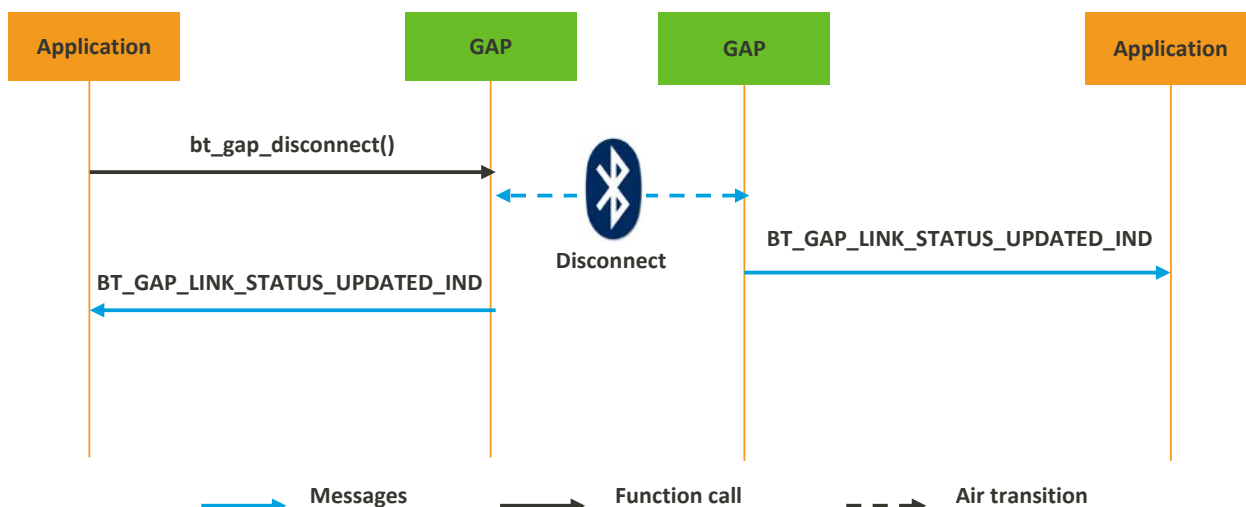 Application
GAP
GAP
Application
bt_gap_disconnect()
BT_GAP_LINK_STATUS_UPDATED_IND
Disconnect
BT_GAP_LINK_STATUS_UPDATED_IND
Messages
Function call
Air transition